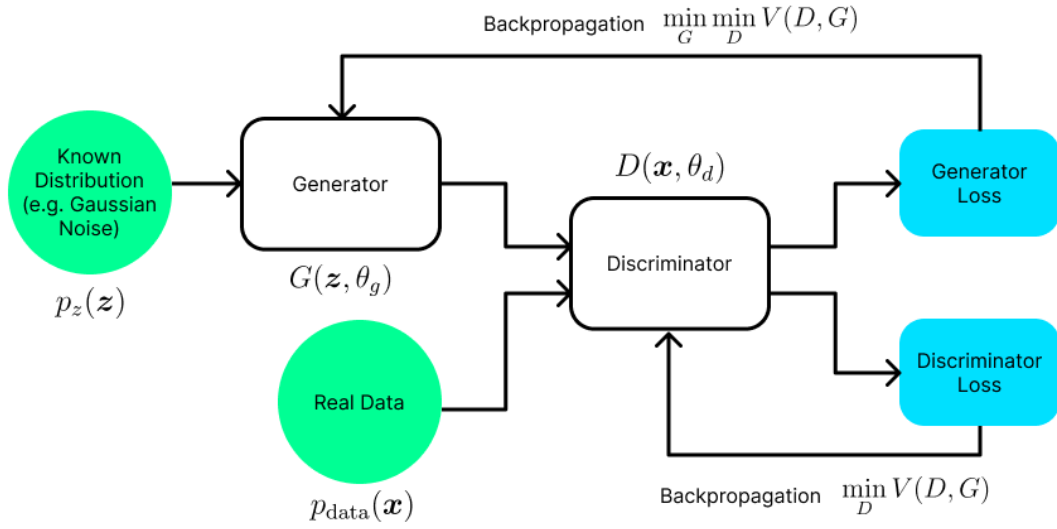 Backpropagation min_G min_D V(D, G)
Known
Distribution
(e.g. Gaussian
Noise)
p_z(z)
Generator
G(z, θ_g)
D(x, θ_d)
Discriminator
Generator
Loss
Real Data
p_data(x)
Discriminator
Loss
Backpropagation min_D V(D, G)